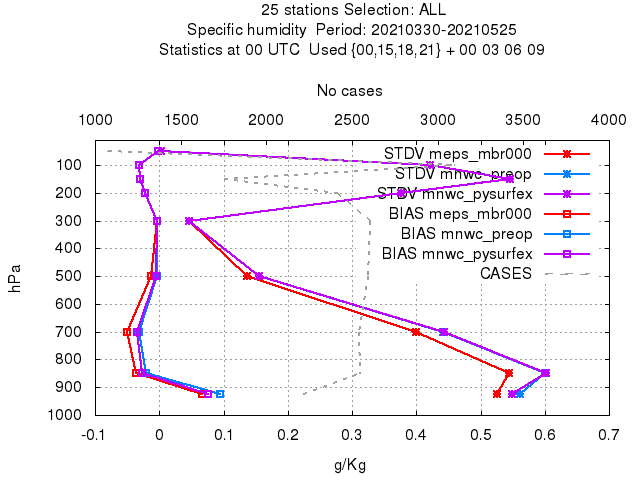 25 stations Selection: ALL
Specific humidity  Period: 20210330-20210525
Statistics at 00 UTC  Used {00,15,18,21} + 00 03 06 09
No cases
1000 1500 2000 2500 3000 3500 4000
STDV meps_mbr000
100
STDV mnwc_preop
STDV mnwc_pysurfex
200
BIAS meps_mbr000
300
BIAS mnwc_preop
400
BIAS mnwc_pysurfex
CASES
500
hPa
600
700
800
900
1000
-0.1 0 0.1 0.2 0.3 0.4 0.5 0.6 0.7
g/Kg